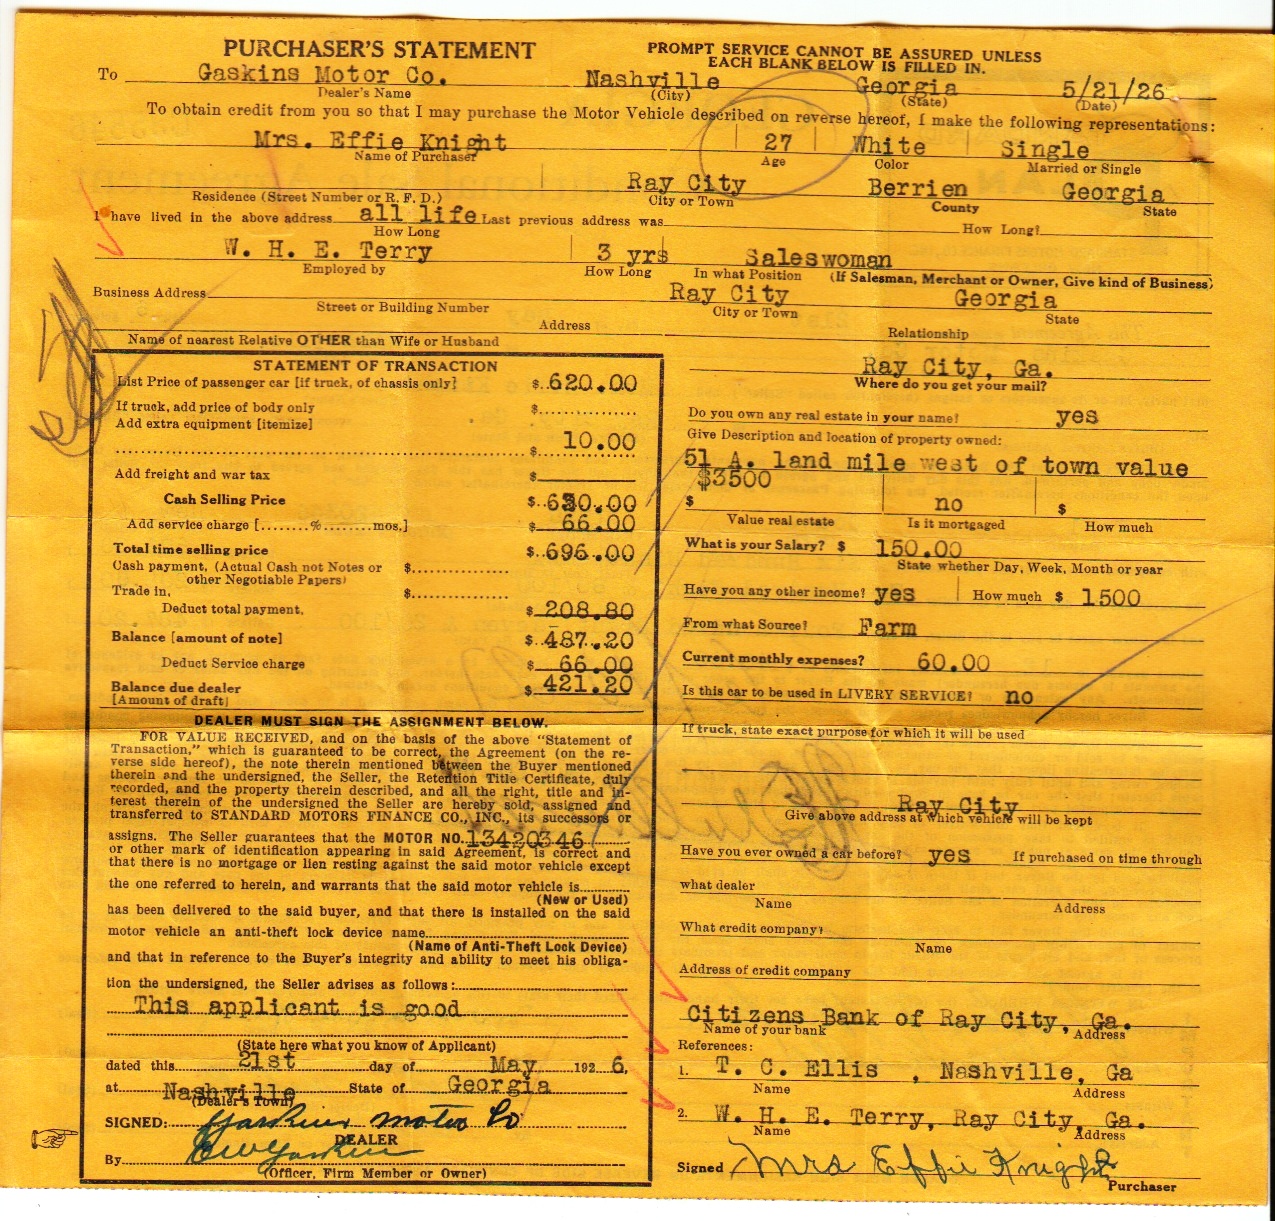 PURCHASER'S STATEMENT
PROMPT SERVICE CANNOT BE ASSURED UNLESS
EACH BLANK BELOW IS FILLED IN.
To Gaskins Motor Co. Nashville Georgia 5/21/26
Dealer's Name (City) (State) (Date)
To obtain credit from you so that I may purchase the Motor Vehicle described on reverse hereof, I make the following representations:
Mrs. Effie Knight 27 White Single
Name of Purchaser Age Color Married or Single
Ray City Berrien Georgia
Residence (Street Number or R. F. D.) City or Town County State
I have lived in the above address all life Last previous address was How Long?
How Long
W. H. E. Terry 3 yrs Saleswoman
Employed by How Long In what Position (If Salesman, Merchant or Owner, Give kind of Business)
Business Address Ray City Georgia
Street or Building Number City or Town State
Address Relationship
Name of nearest Relative OTHER than Wife or Husband
STATEMENT OF TRANSACTION
List Price of passenger car [if truck, of chassis only] $ 620.00
If truck, add price of body only $
Add extra equipment [itemize]
$ 10.00
Add freight and war tax $
Cash Selling Price $ 630.00
Add service charge [........%........mos.] $ 66.00
Total time selling price $ 696.00
Cash payment, (Actual Cash not Notes or $
other Negotiable Papers)
Trade in, $
Deduct total payment, $ 208.80
Balance [amount of note] $ 487.20
Deduct Service charge $ 66.00
Balance due dealer $ 421.20
[Amount of draft]
DEALER MUST SIGN THE ASSIGNMENT BELOW.
FOR VALUE RECEIVED, and on the basis of the above "Statement of
Transaction," which is guaranteed to be correct, the Agreement (on the re-
verse side hereof), the note therein mentioned between the Buyer mentioned
therein and the undersigned, the Seller, the Retention Title Certificate, duly
recorded, and the property therein described, and all the right, title and in-
terest therein of the undersigned the Seller are hereby sold, assigned and
transferred to STANDARD MOTORS FINANCE CO., INC., its successors or
assigns. The Seller guarantees that the MOTOR NO. 13420346
or other mark of identification appearing in said Agreement, is correct and
that there is no mortgage or lien resting against the said motor vehicle except
the one referred to herein, and warrants that the said motor vehicle is
(New or Used)
has been delivered to the said buyer, and that there is installed on the said
motor vehicle an anti-theft lock device name
(Name of Anti-Theft Lock Device)
and that in reference to the Buyer's integrity and ability to meet his obliga-
tion the undersigned, the Seller advises as follows:
This applicant is good
(State here what you know of Applicant)
dated this 21st day of May 1926,
at Nashville State of Georgia
(Dealer's Town)
SIGNED: Gaskins Motor Co
DEALER
By EW Gaskins
(Officer, Firm Member or Owner)
Ray City, Ga.
Where do you get your mail?
Do you own any real estate in your name? yes
Give Description and location of property owned:
51 A. land mile west of town value
$3500
$ no $
Value real estate Is it mortgaged How much
What is your Salary? $ 150.00
State whether Day, Week, Month or year
Have you any other income? yes How much $ 1500
From what Source? Farm
Current monthly expenses? 60.00
Is this car to be used in LIVERY SERVICE? no
If truck, state exact purpose for which it will be used
Ray City
Give above address at which vehicle will be kept
Have you ever owned a car before? yes If purchased on time through
what dealer
Name Address
What credit company?
Name
Address of credit company
Citizens Bank of Ray City, Ga.
Name of your bank Address
References:
1. T. C. Ellis , Nashville, Ga
Name Address
2. W. H. E. Terry, Ray City, Ga.
Name Address
Signed Mrs Effie Knight
Purchaser